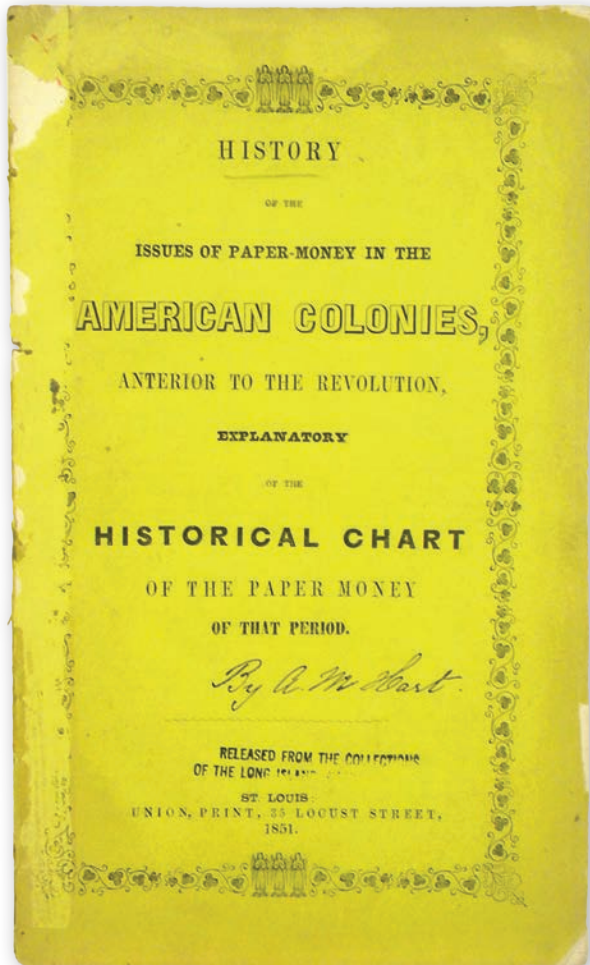 HISTORY
OF THE
ISSUES OF PAPER-MONEY IN THE
AMERICAN COLONIES,
ANTERIOR TO THE REVOLUTION,
EXPLANATORY
OF THE
HISTORICAL CHART
OF THE PAPER MONEY
OF THAT PERIOD.
By A. M Hart.
RELEASED FROM THE COLLECTIONS
OF THE LONG ISLAND
ST. LOUIS:
UNION, PRINT, 35 LOCUST STREET,
1851.